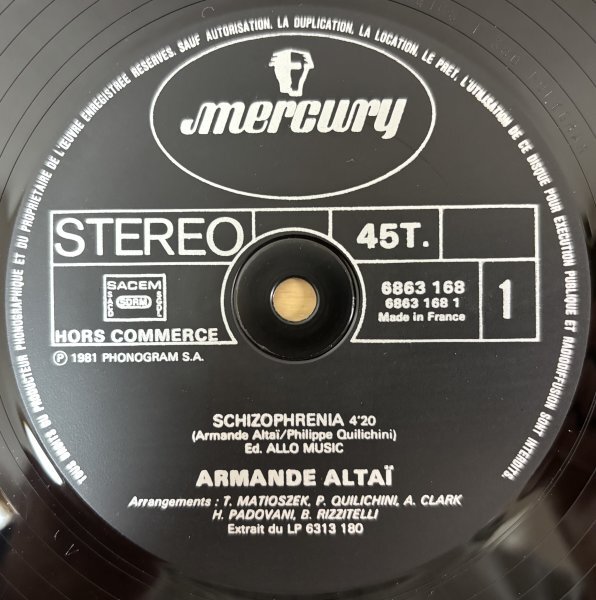 TOUS DROITS DU PRODUCTEUR PHONOGRAPHIQUE ET DU PROPRIETAIRE DE L'ŒUVRE ENREGISTREE RESERVES. SAUF AUTORISATION, LA DUPLICATION, LA LOCATION, LE PRET, L'UTILISATION DE CE DISQUE POUR EXECUTION PUBLIQUE ET RADIODIFFUSION SONT INTERDITS.
mercury
STEREO
45T.
SACEM
SDRM
SACD
SGDL
6863 168
6863 168 1
Made in France
1
HORS COMMERCE
Ⓟ 1981 PHONOGRAM S.A.
SCHIZOPHRENIA 4'20
(Armande Altaï/Philippe Quilichini)
Ed. ALLO MUSIC
ARMANDE ALTAÏ
Arrangements : T. MATIOSZEK, P. QUILICHINI, A. CLARK
H. PADOVANI, B. RIZZITELLI
Extrait du LP 6313 180